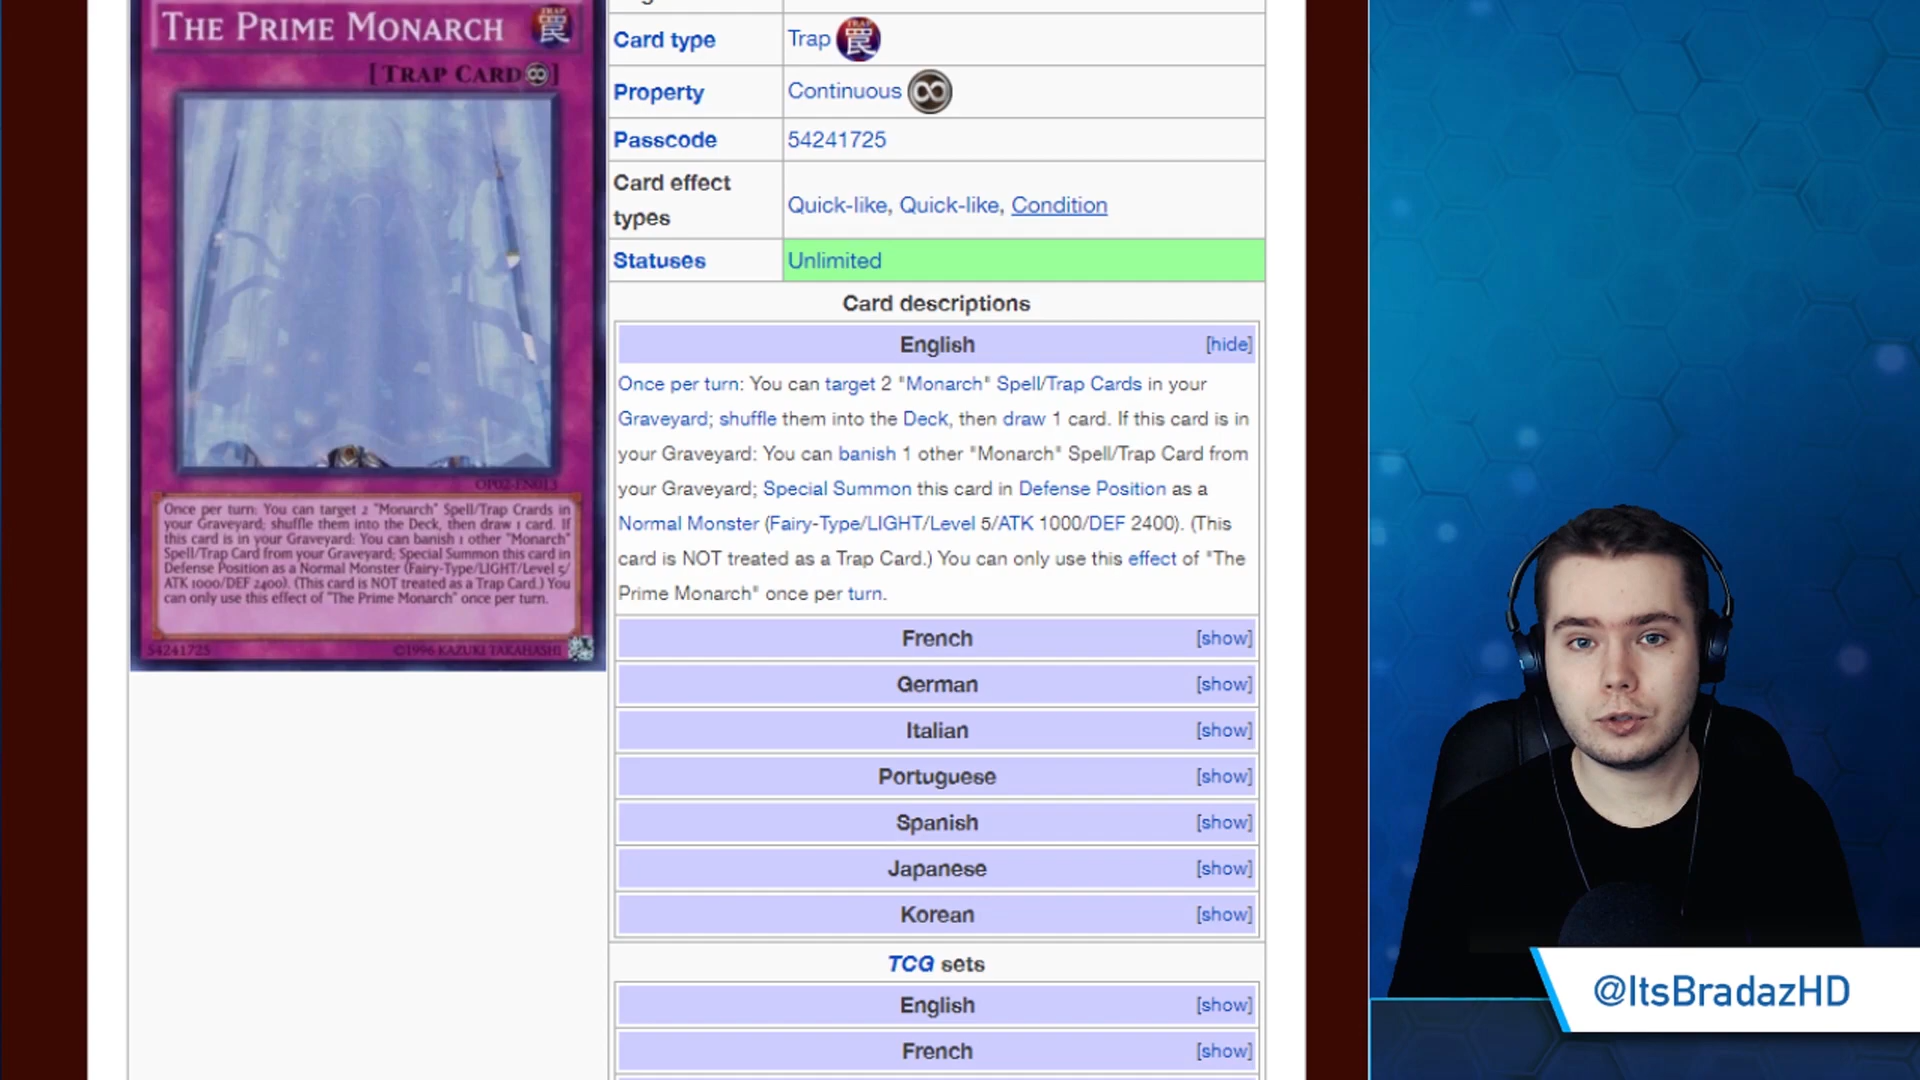 THE PRIME MONARCH
TRAP
罠
[TRAP CARD∞]
OP02-EN013
Once per turn: You can target 2 "Monarch" Spell/Trap Crards in
your Graveyard; shuffle them into the Deck, then draw 1 card. If
this card is in your Graveyard: You can banish 1 other "Monarch"
Spell/Trap Card from your Graveyard; Special Summon this card in
Defense Position as a Normal Monster (Fairy-Type/LIGHT/Level 5/
ATK 1000/DEF 2400). (This card is NOT treated as a Trap Card.) You
can only use this effect of "The Prime Monarch" once per turn.
54241725
©1996 KAZUKI TAKAHASHI
Card type
Trap
TRAP
罠
Property
Continuous
Passcode
54241725
Card effect
types
Quick-like, Quick-like, Condition
Statuses
Unlimited
Card descriptions
English [hide]
Once per turn: You can target 2 "Monarch" Spell/Trap Cards in your
Graveyard; shuffle them into the Deck, then draw 1 card. If this card is in
your Graveyard: You can banish 1 other "Monarch" Spell/Trap Card from
your Graveyard; Special Summon this card in Defense Position as a
Normal Monster (Fairy-Type/LIGHT/Level 5/ATK 1000/DEF 2400). (This
card is NOT treated as a Trap Card.) You can only use this effect of "The
Prime Monarch" once per turn.
French [show]
German [show]
Italian [show]
Portuguese [show]
Spanish [show]
Japanese [show]
Korean [show]
TCG sets
English [show]
French [show]
@ItsBradazHD